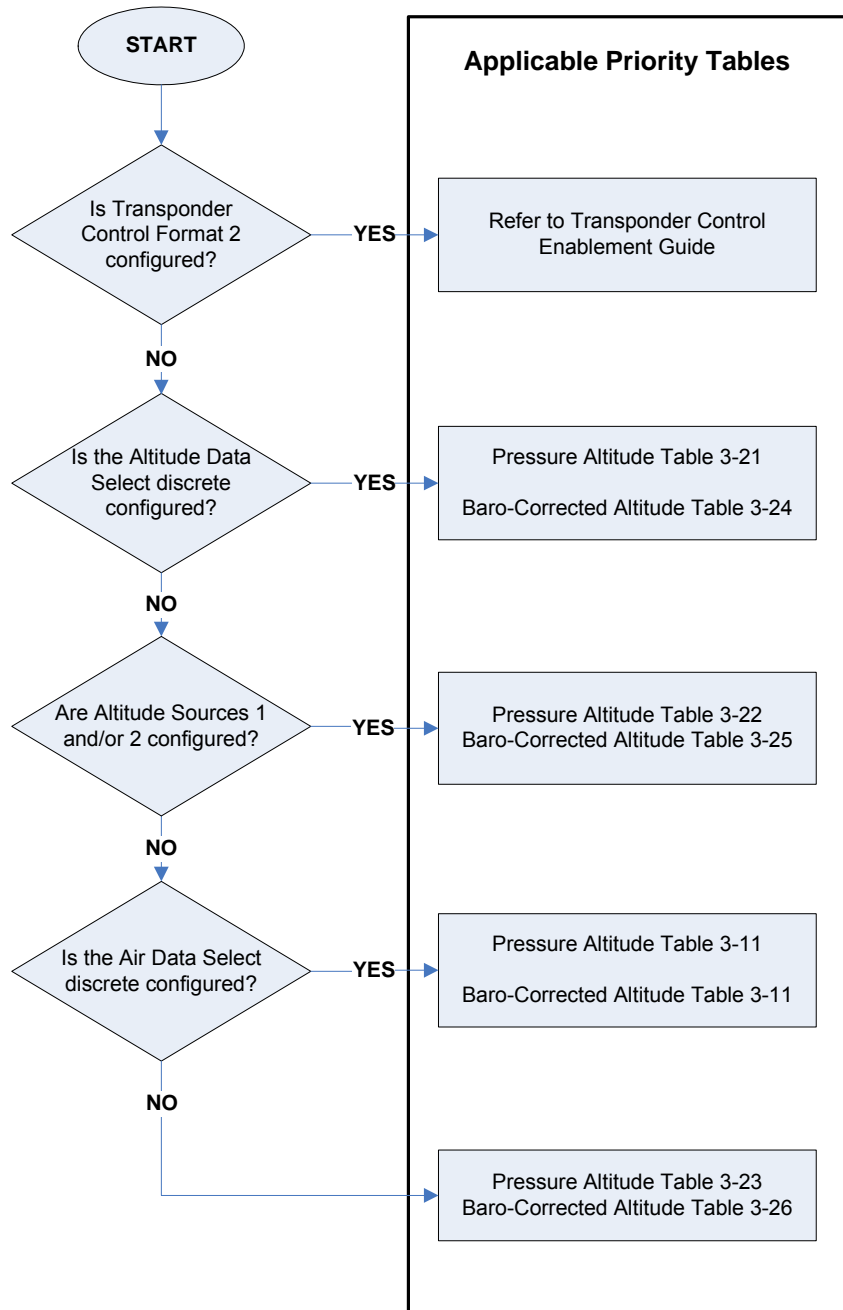 START
Applicable Priority Tables
Is Transponder
Control Format 2
configured?
YES
Refer to Transponder Control
Enablement Guide
NO
Is the Altitude Data
Select discrete
configured?
YES
Pressure Altitude Table 3-21
Baro-Corrected Altitude Table 3-24
NO
Are Altitude Sources 1
and/or 2 configured?
YES
Pressure Altitude Table 3-22
Baro-Corrected Altitude Table 3-25
NO
Is the Air Data Select
discrete configured?
YES
Pressure Altitude Table 3-11
Baro-Corrected Altitude Table 3-11
NO
Pressure Altitude Table 3-23
Baro-Corrected Altitude Table 3-26